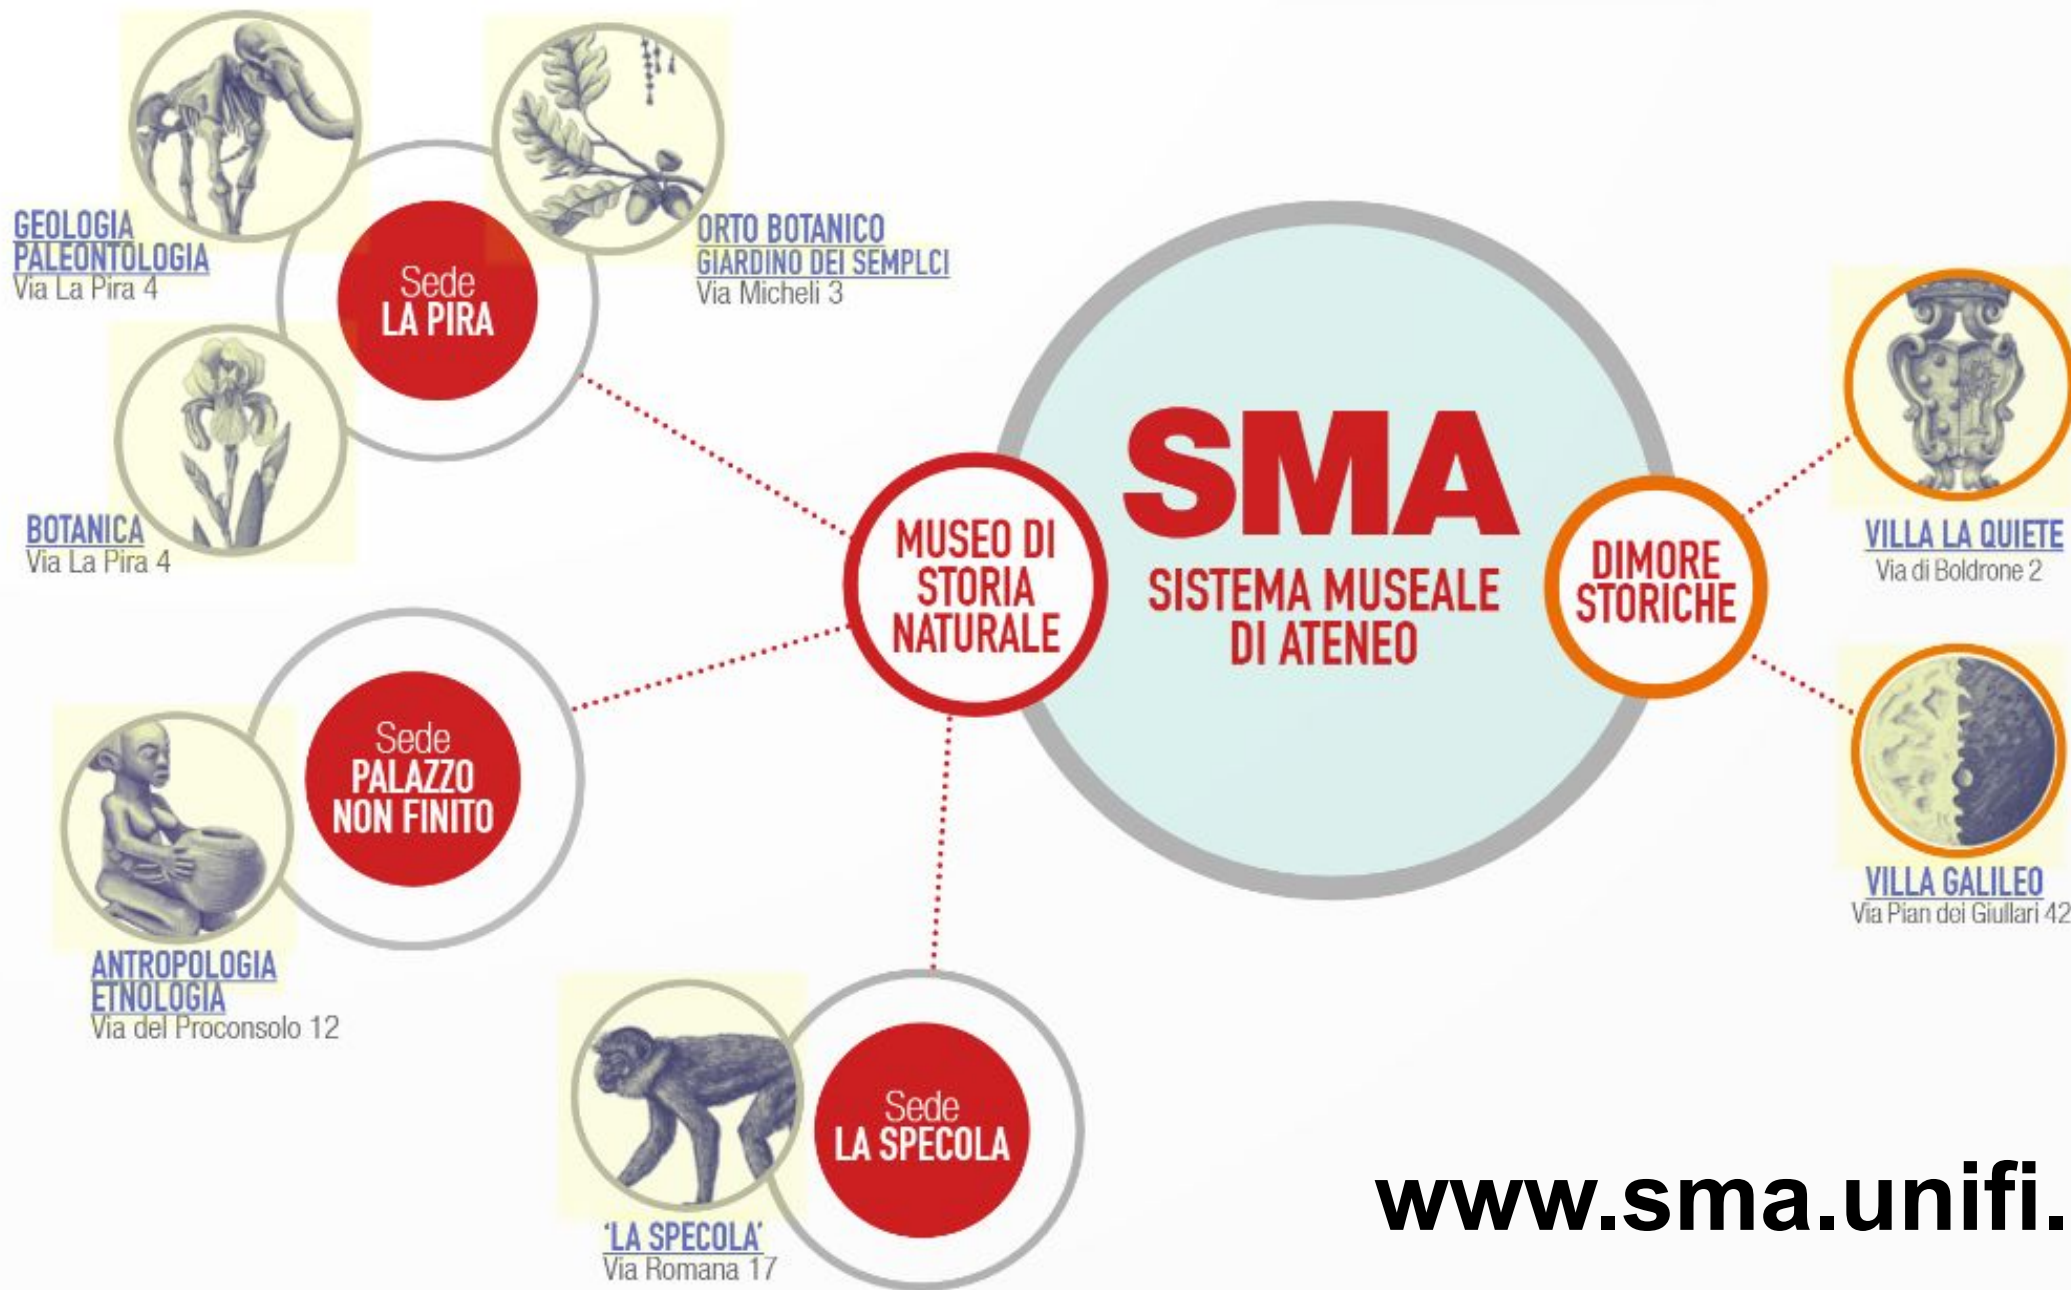 GEOLOGIA
PALEONTOLOGIA
Via La Pira 4
Sede
LA PIRA
ORTO BOTANICO
GIARDINO DEI SEMPLCI
Via Micheli 3
BOTANICA
Via La Pira 4
MUSEO DI
STORIA
NATURALE
SMA
SISTEMA MUSEALE
DI ATENEO
DIMORE
STORICHE
VILLA LA QUIETE
Via di Boldrone 2
VILLA GALILEO
Via Pian dei Giullari 42
Sede
PALAZZO
NON FINITO
ANTROPOLOGIA
ETNOLOGIA
Via del Proconsolo 12
Sede
LA SPECOLA
'LA SPECOLA'
Via Romana 17
www.sma.unifi.